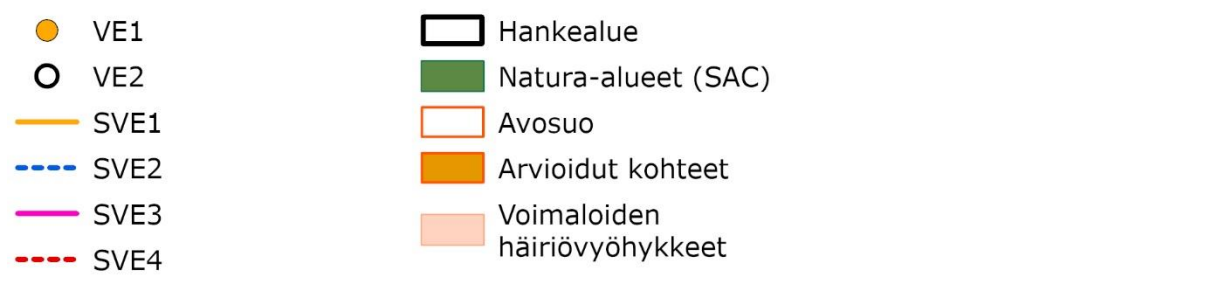 VE1
VE2
SVE1
SVE2
SVE3
SVE4
Hankealue
Natura-alueet (SAC)
Avosuo
Arvioidut kohteet
Voimaloiden
häiriövyöhykkeet